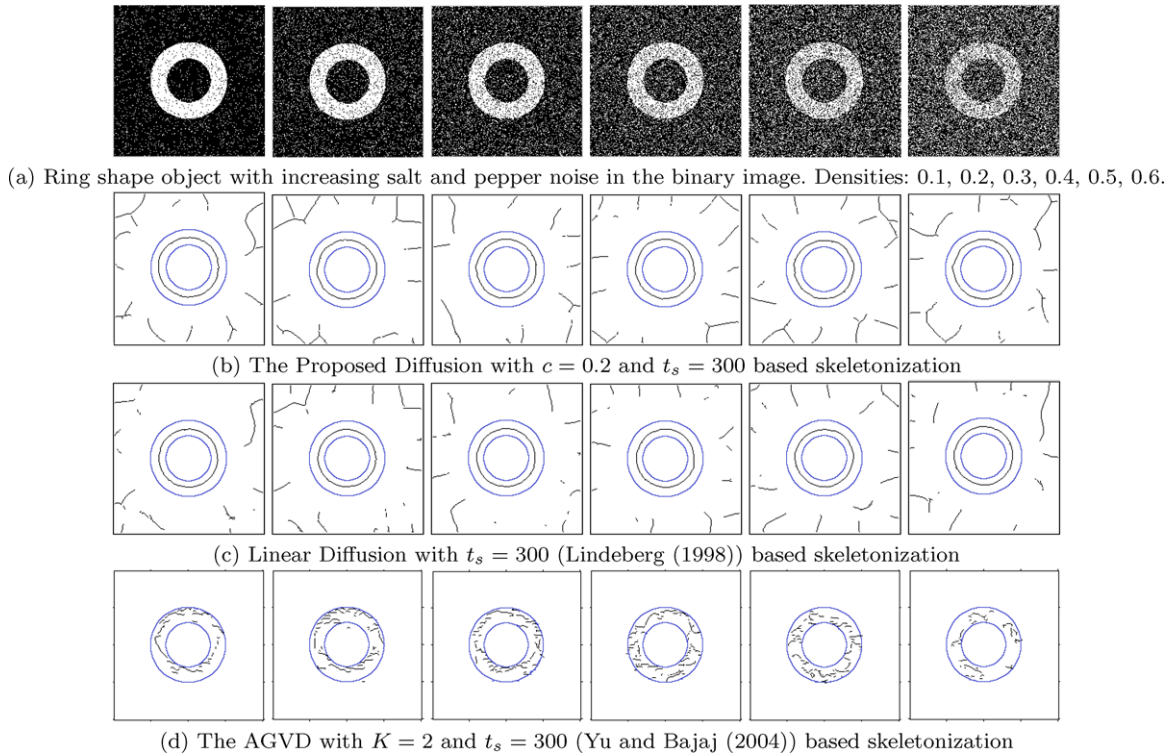 (a) Ring shape object with increasing salt and pepper noise in the binary image. Densities: 0.1, 0.2, 0.3, 0.4, 0.5, 0.6.
(b) The Proposed Diffusion with c = 0.2 and t_s = 300 based skeletonization
(c) Linear Diffusion with t_s = 300 (Lindeberg (1998)) based skeletonization
(d) The AGVD with K = 2 and t_s = 300 (Yu and Bajaj (2004)) based skeletonization